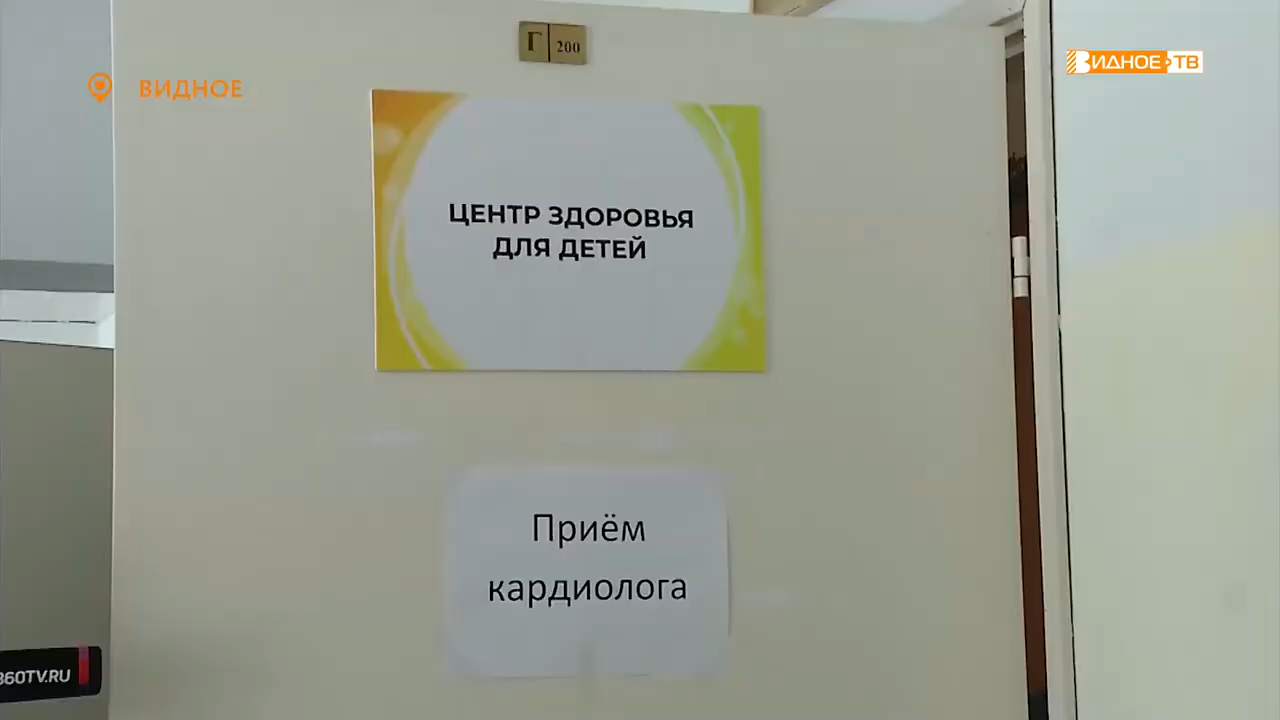 Г 200
ВИДНОЕ
ВИДНОЕ ТВ
ЦЕНТР ЗДОРОВЬЯ
ДЛЯ ДЕТЕЙ
Приём
кардиолога
360TV.RU